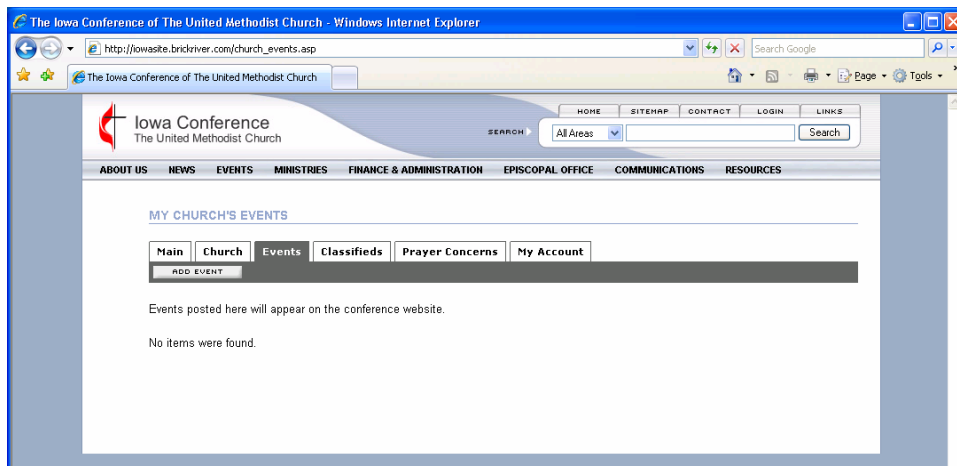 The Iowa Conference of The United Methodist Church - Windows Internet Explorer
http://iowasite.brickriver.com/church_events.asp
Search Google
The Iowa Conference of The United Methodist Church
Page
Tools
HOME SITEMAP CONTACT LOGIN LINKS
Iowa Conference
The United Methodist Church
SEARCH All Areas Search
ABOUT US NEWS EVENTS MINISTRIES FINANCE & ADMINISTRATION EPISCOPAL OFFICE COMMUNICATIONS RESOURCES
MY CHURCH'S EVENTS
Main Church Events Classifieds Prayer Concerns My Account
ADD EVENT
Events posted here will appear on the conference website.
No items were found.